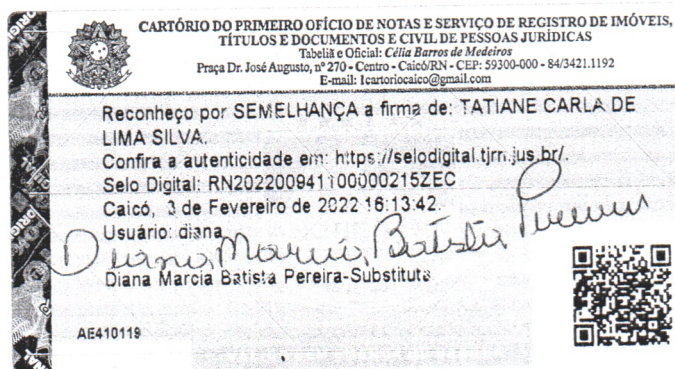 CARTÓRIO DO PRIMEIRO OFÍCIO DE NOTAS E SERVIÇO DE REGISTRO DE IMÓVEIS,
TÍTULOS E DOCUMENTOS E CIVIL DE PESSOAS JURÍDICAS
Tabeliã e Oficial: Célia Barros de Medeiros
Praça Dr. José Augusto, nº 270 - Centro - Caicó/RN - CEP: 59300-000 - 84/3421.1192
E-mail: 1cartoriocaico@gmail.com
Reconheço por SEMELHANÇA a firma de: TATIANE CARLA DE
LIMA SILVA.
Confira a autenticidade em: https://selodigital.tjrn.jus.br/
Selo Digital: RN202200941100000215ZEC
Caicó, 3 de Fevereiro de 2022 16:13:42.
Usuário: diana
Diana Marcia Batista Pereira
Diana Marcia Batista Pereira-Substituta
AE410119